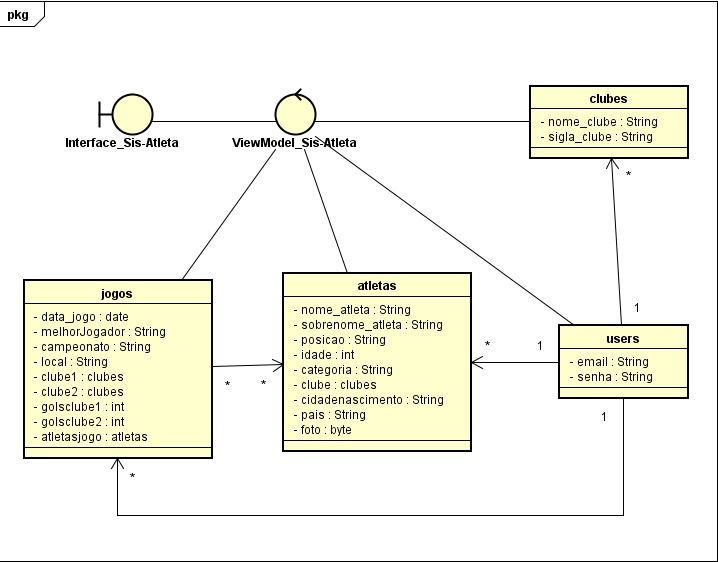 pkg
Interface_Sis-Atleta
ViewModel_Sis-Atleta
clubes
- nome_clube : String
- sigla_clube : String
*
1
jogos
- data_jogo : date
- melhorJogador : String
- campeonato : String
- local : String
- clube1 : clubes
- clube2 : clubes
- golsclube1 : int
- golsclube2 : int
- atletasjogo : atletas
*
*
atletas
- nome_atleta : String
- sobrenome_atleta : String
- posicao : String
- idade : int
- categoria : String
- clube : clubes
- cidadenascimento : String
- pais : String
- foto : byte
*
1
users
- email : String
- senha : String
1
*